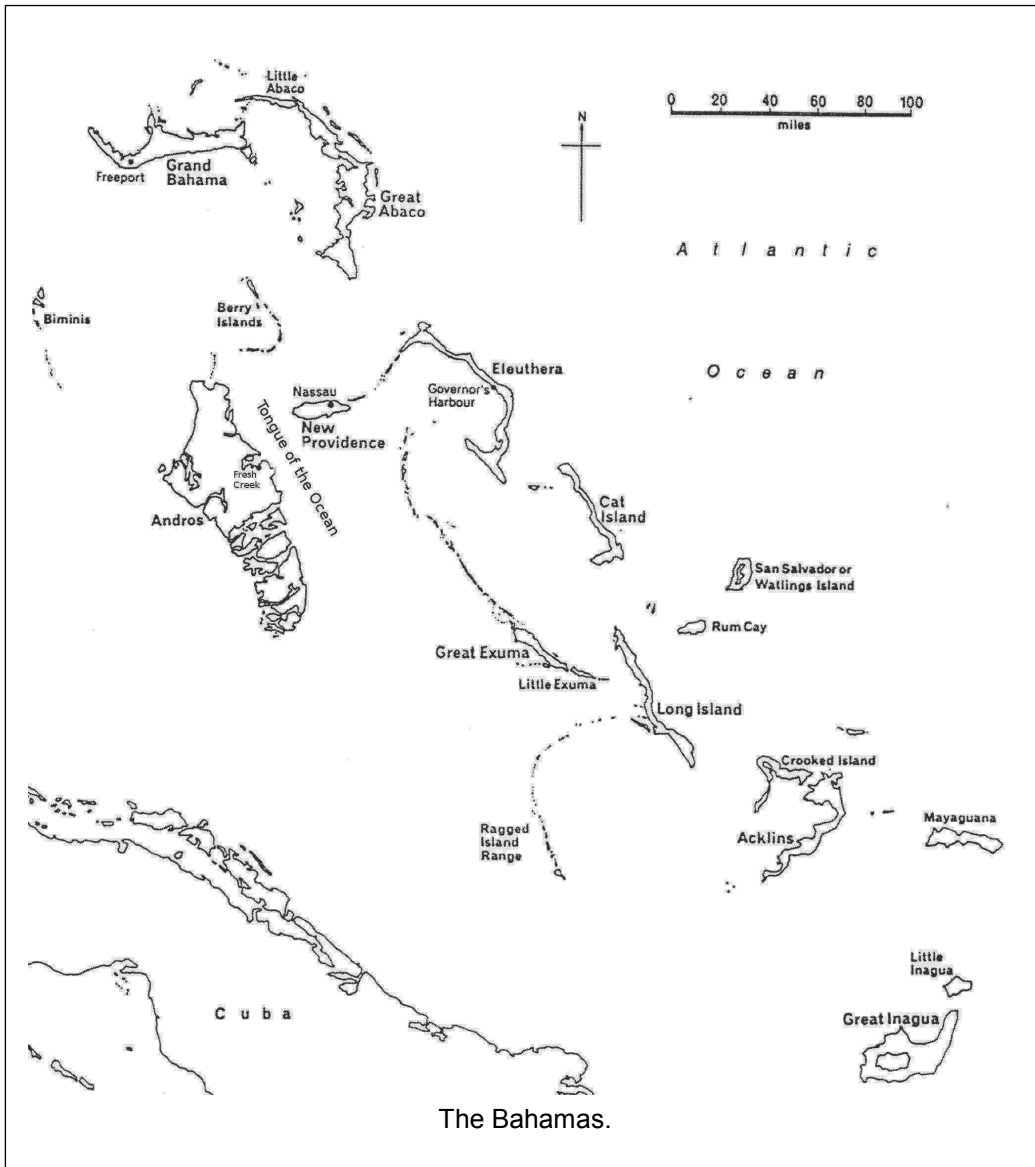 Little
Abaco
0 20 40 60 80 100
miles
N
Freeport
Grand
Bahama
Great
Abaco
Atlantic
Biminis
Berry
Islands
Ocean
Eleuthera
Nassau
Governor's
Harbour
New
Providence
Tongue of the Ocean
Fresh
Creek
Andros
Cat
Island
San Salvador or
Watlings Island
Rum Cay
Great Exuma
Little Exuma
Long Island
Crooked Island
Mayaguana
Ragged
Island
Range
Acklins
Little
Inagua
Cuba
Great Inagua
The Bahamas.